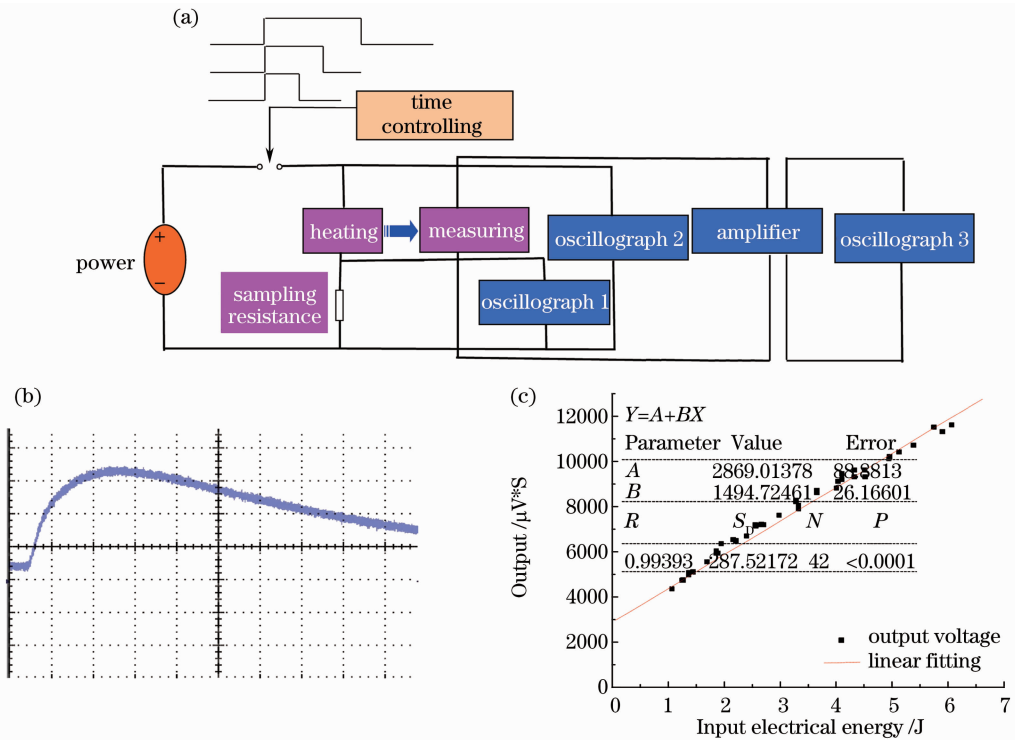 (a)
time
controlling
power
+
−
heating
measuring
oscillograph 2
amplifier
oscillograph 3
sampling
resistance
oscillograph 1
(b)
(c)
Output /μV*S
12000
10000
8000
6000
4000
2000
0
Y=A+BX
Parameter Value Error
A 2869.01378 88.8813
B 1494.72461 26.16601
R S_D N P
0.99393 287.52172 42 <0.0001
output voltage
linear fitting
0 1 2 3 4 5 6 7
Input electrical energy /J